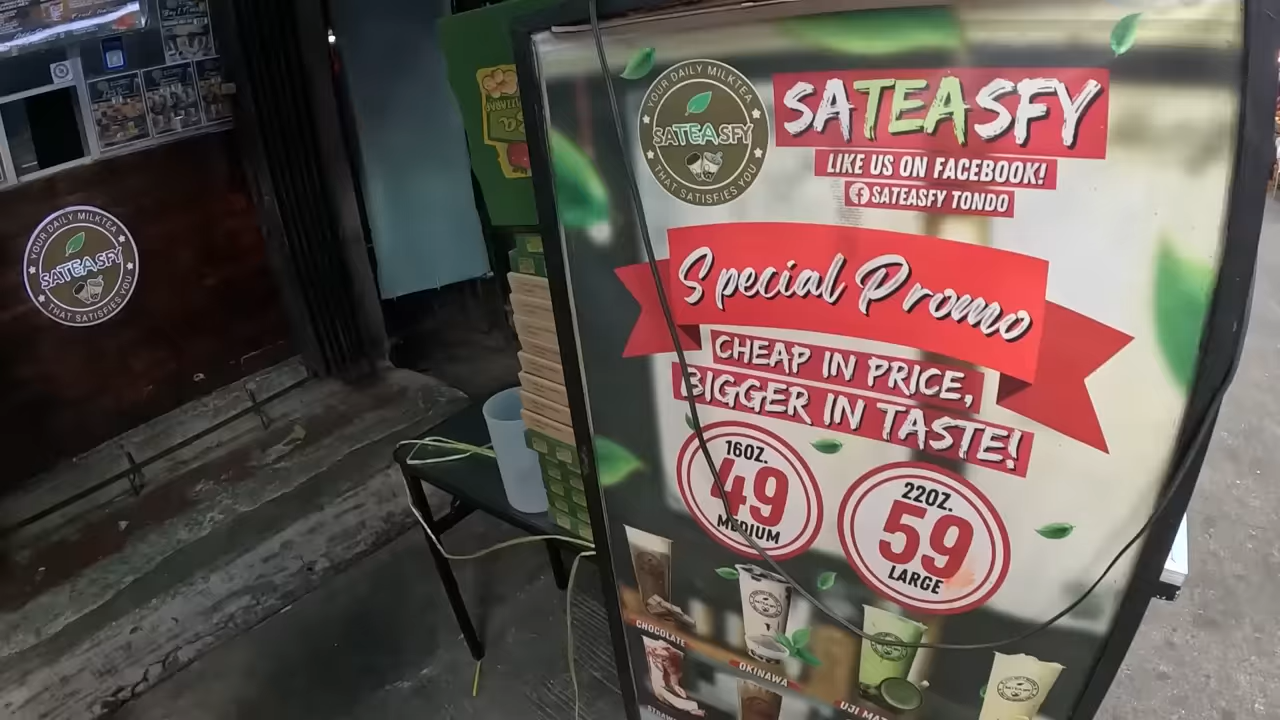 YOUR DAILY MILKTEA
SATEASFY
THAT SATISFIES YOU
YOUR DAILY MILKTEA
SATEASFY
THAT SATISFIES YOU
SATEASFY
LIKE US ON FACEBOOK!
SATEASFY TONDO
Special Promo
CHEAP IN PRICE,
BIGGER IN TASTE!
16OZ.
49
MEDIUM
22OZ.
59
LARGE
CHOCOLATE
OKINAWA
UJI